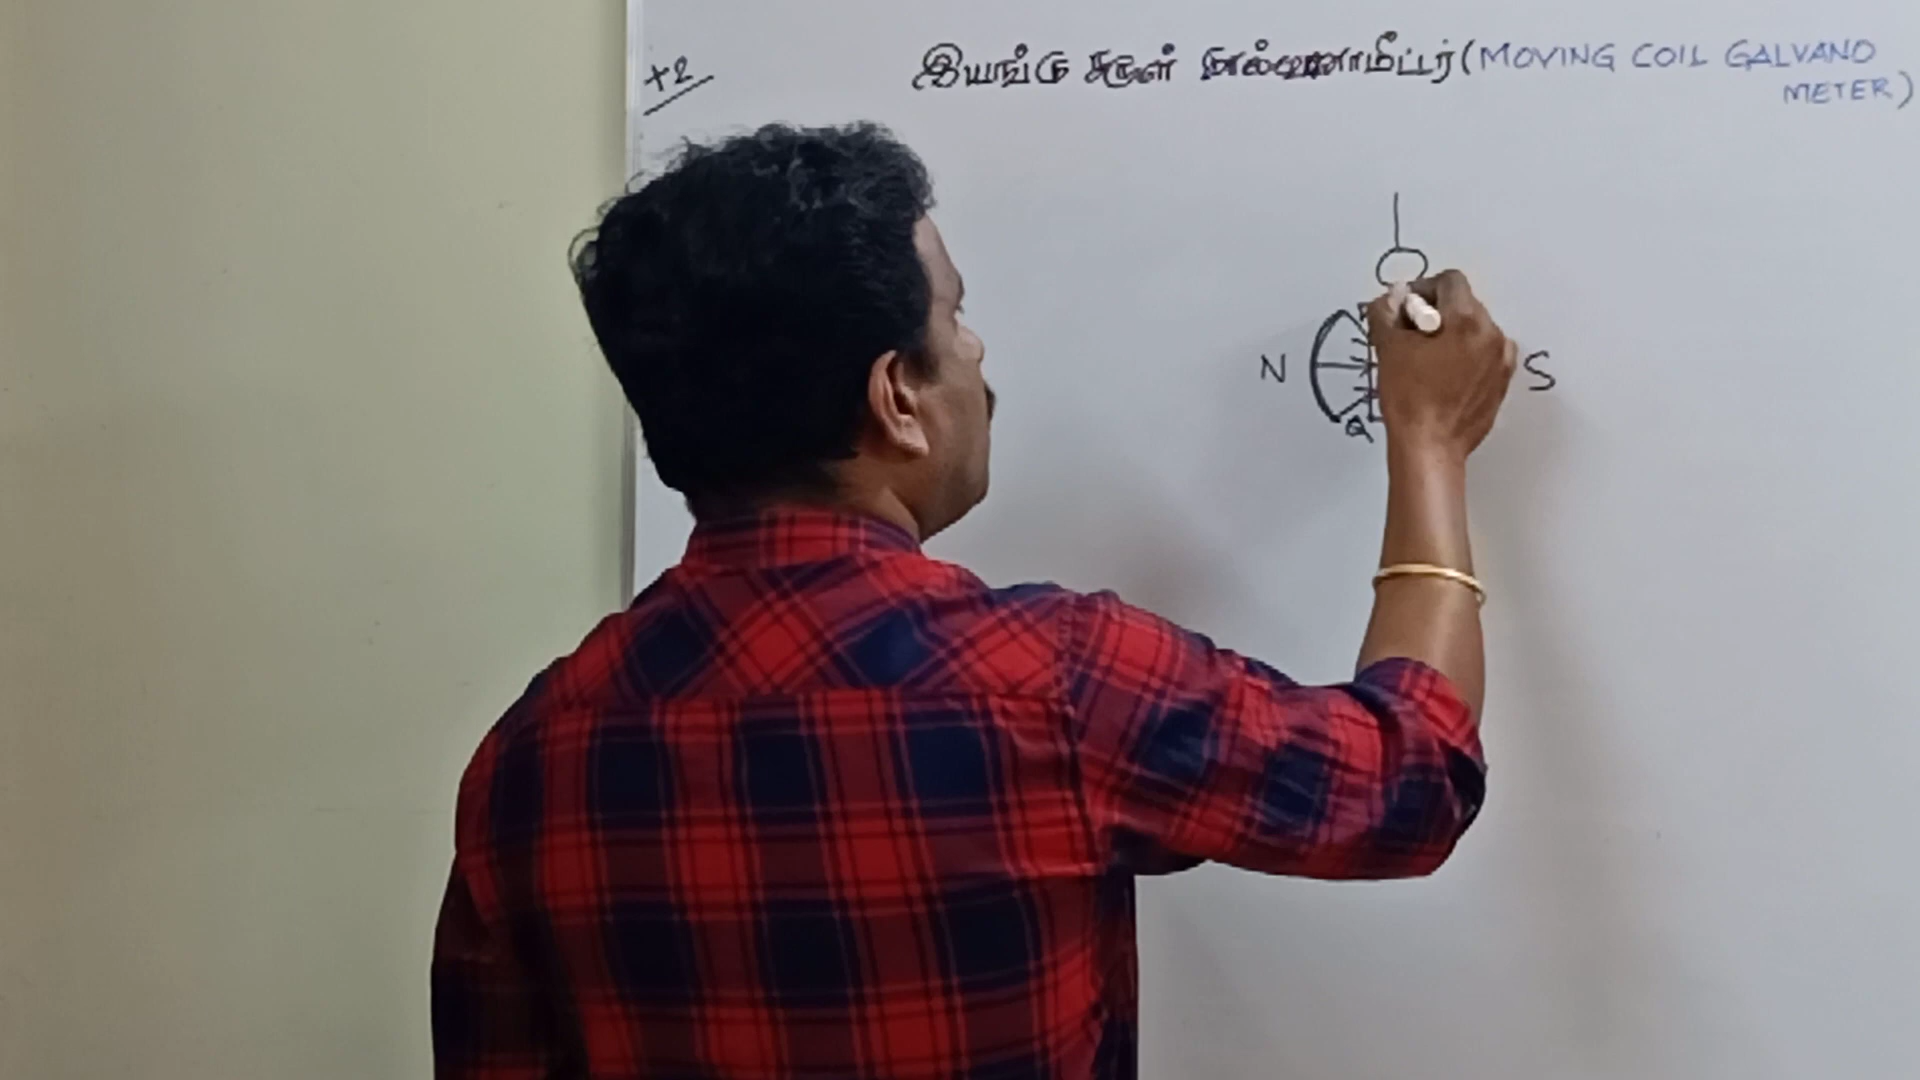 +2
இயங்கு சுருள் கால்வனாமீட்டர் (MOVING COIL GALVANO
METER)
N
S
Q